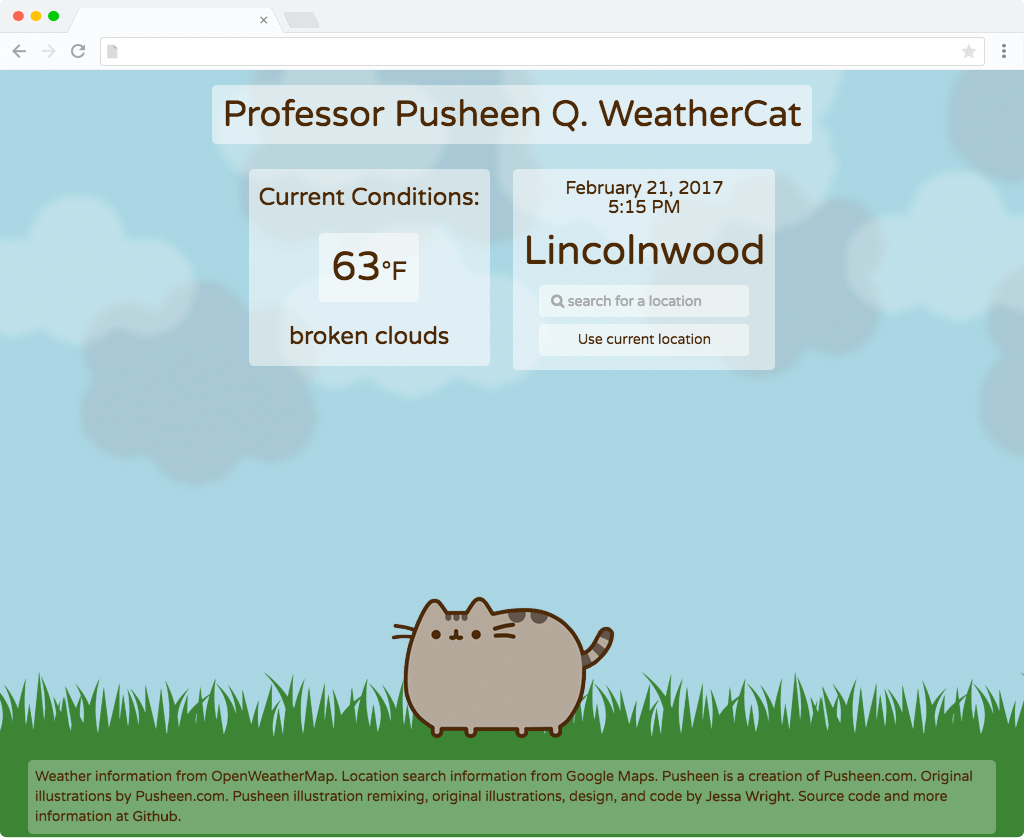 Professor Pusheen Q. WeatherCat
Current Conditions:
63°F
broken clouds
February 21, 2017
5:15 PM
Lincolnwood
search for a location
Use current location
Weather information from OpenWeatherMap. Location search information from Google Maps. Pusheen is a creation of Pusheen.com. Original
illustrations by Pusheen.com. Pusheen illustration remixing, original illustrations, design, and code by Jessa Wright. Source code and more
information at Github.